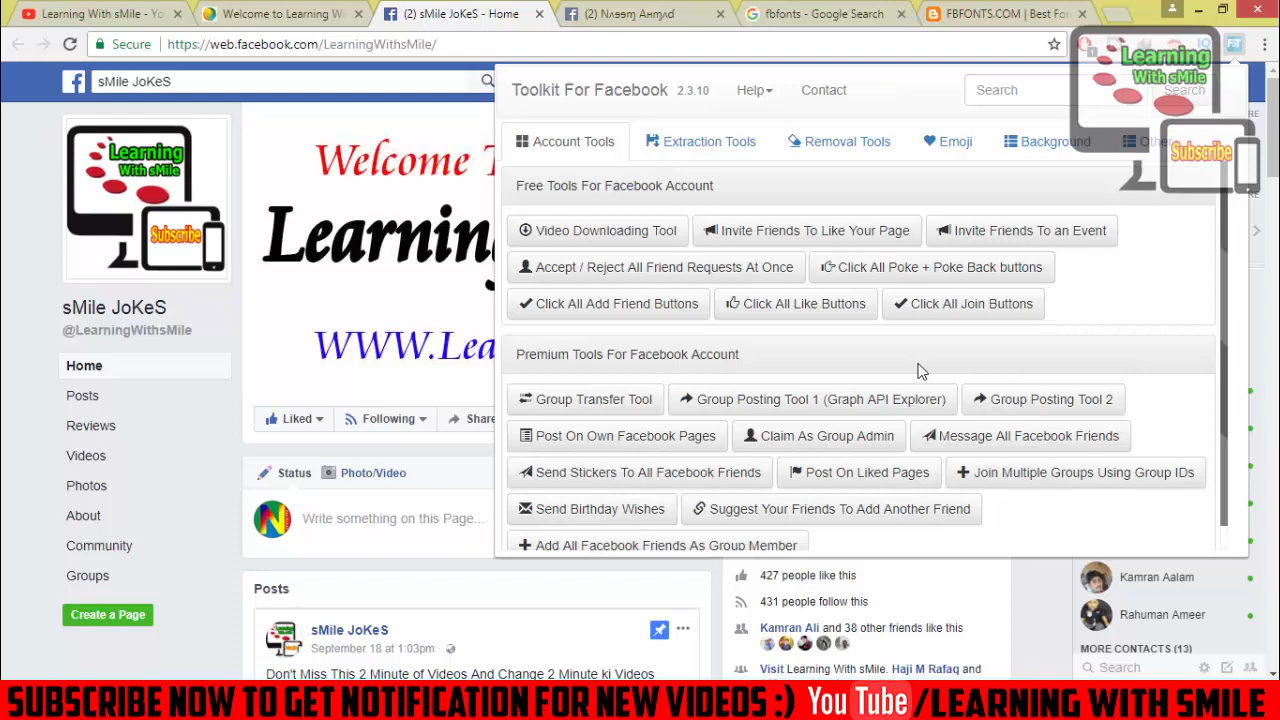 Learning With sMile - Yo
Welcome to Learning Wi
(2) sMile JoKeS - Home
(2) Nʌəəɱ Aҥɱʌd
fbfonts - Google Search
FBFONTS.COM | Best Fon
Secure
https://web.facebook.com/LearningWithsMile/
sMile JoKeS
Toolkit For Facebook 2.3.10 Help Contact Search Search
Account Tools Extraction Tools Removal Tools Emoji Background
Free Tools For Facebook Account
Video Downloading Tool Invite Friends To Like Your Page Invite Friends To an Event
Accept / Reject All Friend Requests At Once Click All Poke + Poke Back buttons
Click All Add Friend Buttons Click All Like Buttons Click All Join Buttons
Premium Tools For Facebook Account
Group Transfer Tool Group Posting Tool 1 (Graph API Explorer) Group Posting Tool 2
Post On Own Facebook Pages Claim As Group Admin Message All Facebook Friends
Send Stickers To All Facebook Friends Post On Liked Pages Join Multiple Groups Using Group IDs
Send Birthday Wishes Suggest Your Friends To Add Another Friend
Add All Facebook Friends As Group Member
Learning
With sMile
Subscribe
Learning
With sMile
Subscribe
Welcome T
Learnin
WWW.Lea
sMile JoKeS
@LearningWithsMile
Home
Posts
Reviews
Videos
Photos
About
Community
Groups
Create a Page
Liked Following Share
Status Photo/Video
Write something on this Page...
Posts
sMile JoKeS
September 18 at 1:03pm
Don't Miss This 2 Minute of Videos And Change 2 Minute ki Videos
427 people like this
431 people follow this
Kamran Ali and 38 other friends like this
Visit Learning With sMile, Haji M Rafaq and
Kamran Aalam
Rahuman Ameer
MORE CONTACTS (13)
Search
SUBSCRIBE NOW TO GET NOTIFICATION FOR NEW VIDEOS :) YouTube/LEARNING WITH SMILE